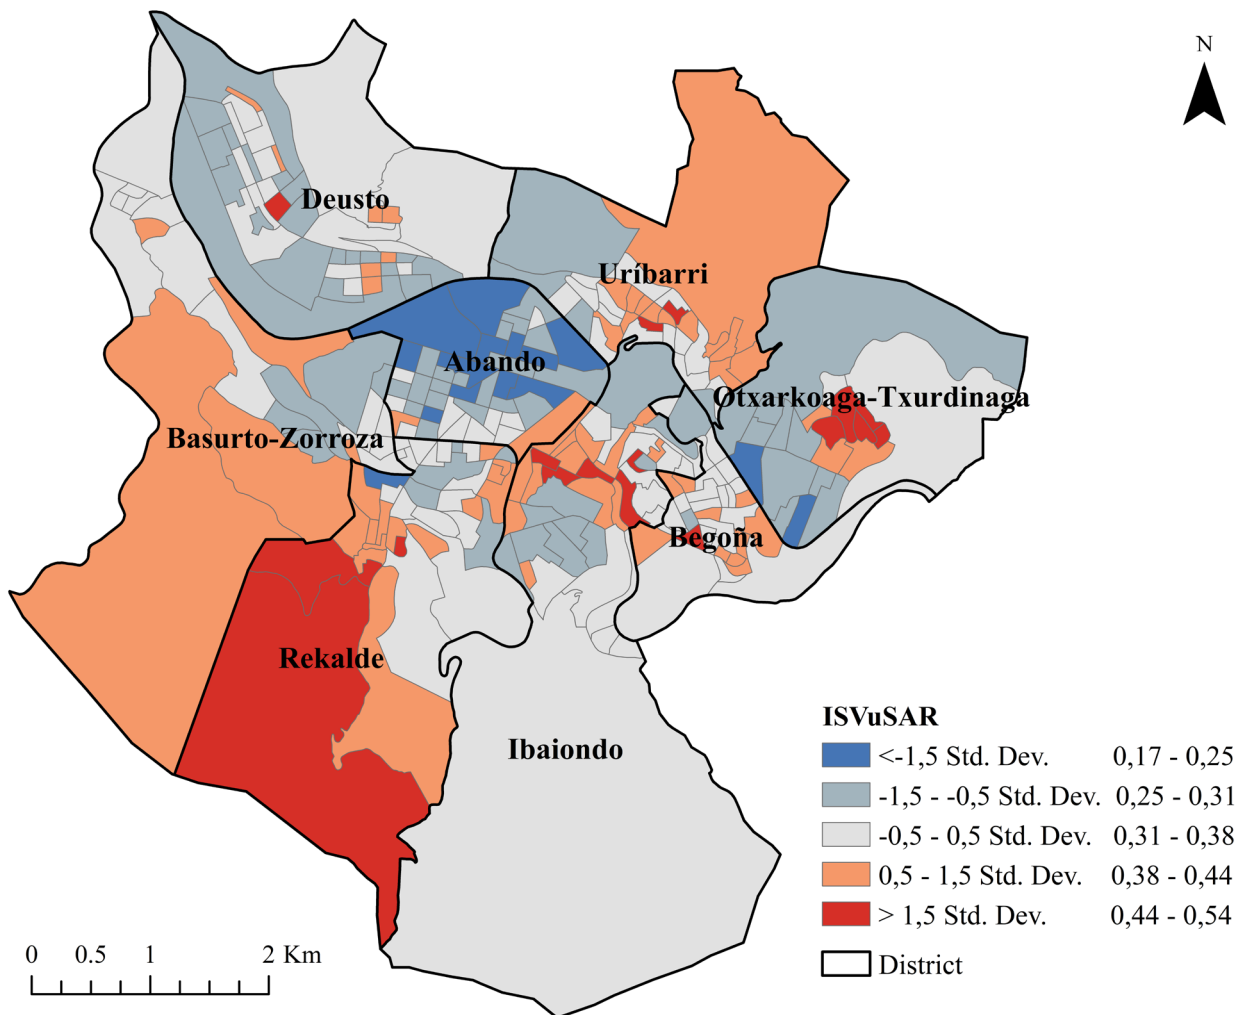 N
Deusto
Uríbarri
Abando
Otxarkoaga-Txurdinaga
Basurto-Zorroza
Begoña
Rekalde
Ibaiondo
ISVuSAR
<-1,5 Std. Dev. 0,17 - 0,25
-1,5 - -0,5 Std. Dev. 0,25 - 0,31
-0,5 - 0,5 Std. Dev. 0,31 - 0,38
0,5 - 1,5 Std. Dev. 0,38 - 0,44
> 1,5 Std. Dev. 0,44 - 0,54
District
0 0.5 1 2 Km